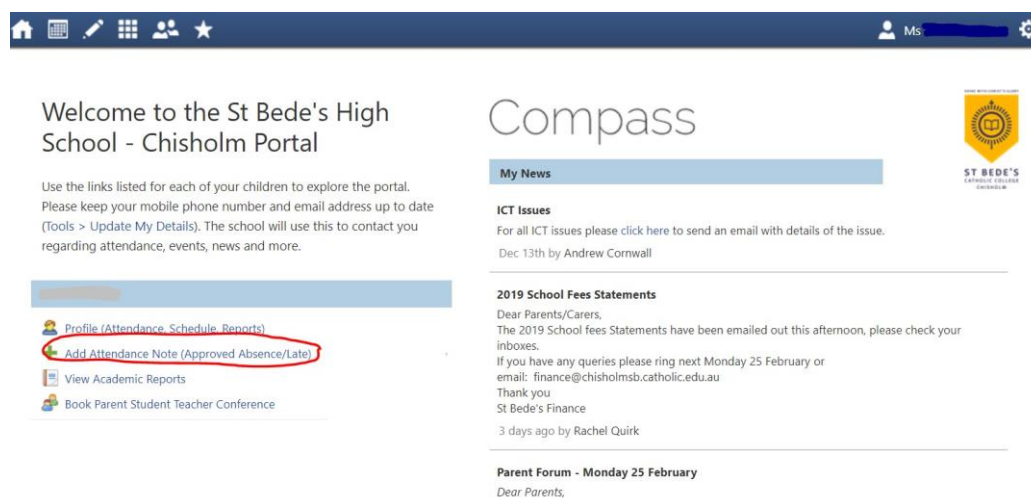 Ms
Welcome to the St Bede's High
School - Chisholm Portal
Use the links listed for each of your children to explore the portal.
Please keep your mobile phone number and email address up to date
(Tools > Update My Details). The school will use this to contact you
regarding attendance, events, news and more.
Profile (Attendance, Schedule, Reports)
Add Attendance Note (Approved Absence/Late)
View Academic Reports
Book Parent Student Teacher Conference
Compass
ST BEDE'S
CATHOLIC COLLEGE
CHISHOLM
My News
ICT Issues
For all ICT issues please click here to send an email with details of the issue.
Dec 13th by Andrew Cornwall
2019 School Fees Statements
Dear Parents/Carers,
The 2019 School fees Statements have been emailed out this afternoon, please check your
inboxes.
If you have any queries please ring next Monday 25 February or
email: finance@chisholmsb.catholic.edu.au
Thank you
St Bede's Finance
3 days ago by Rachel Quirk
Parent Forum - Monday 25 February
Dear Parents,